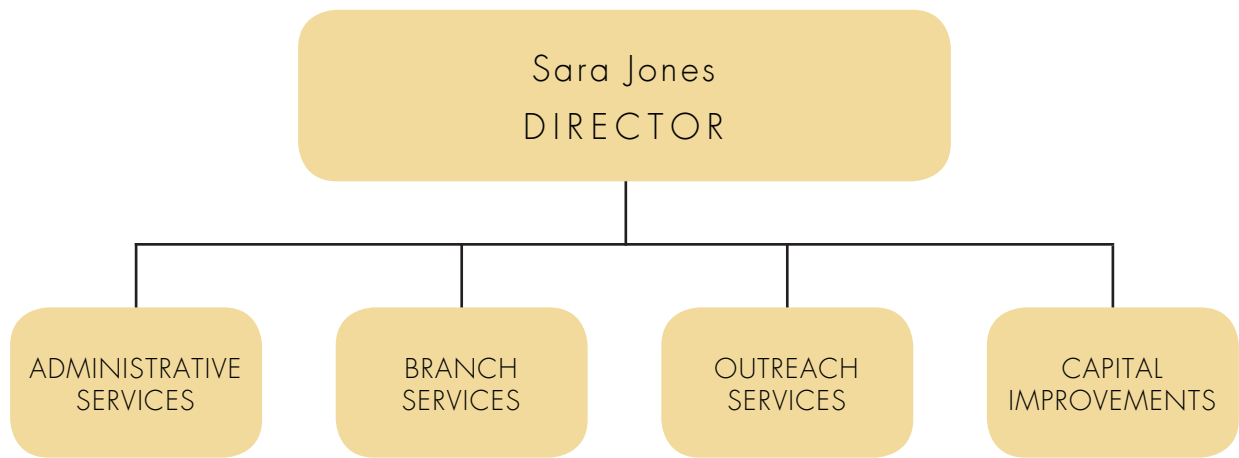 Sara Jones
DIRECTOR
ADMINISTRATIVE
SERVICES
BRANCH
SERVICES
OUTREACH
SERVICES
CAPITAL
IMPROVEMENTS